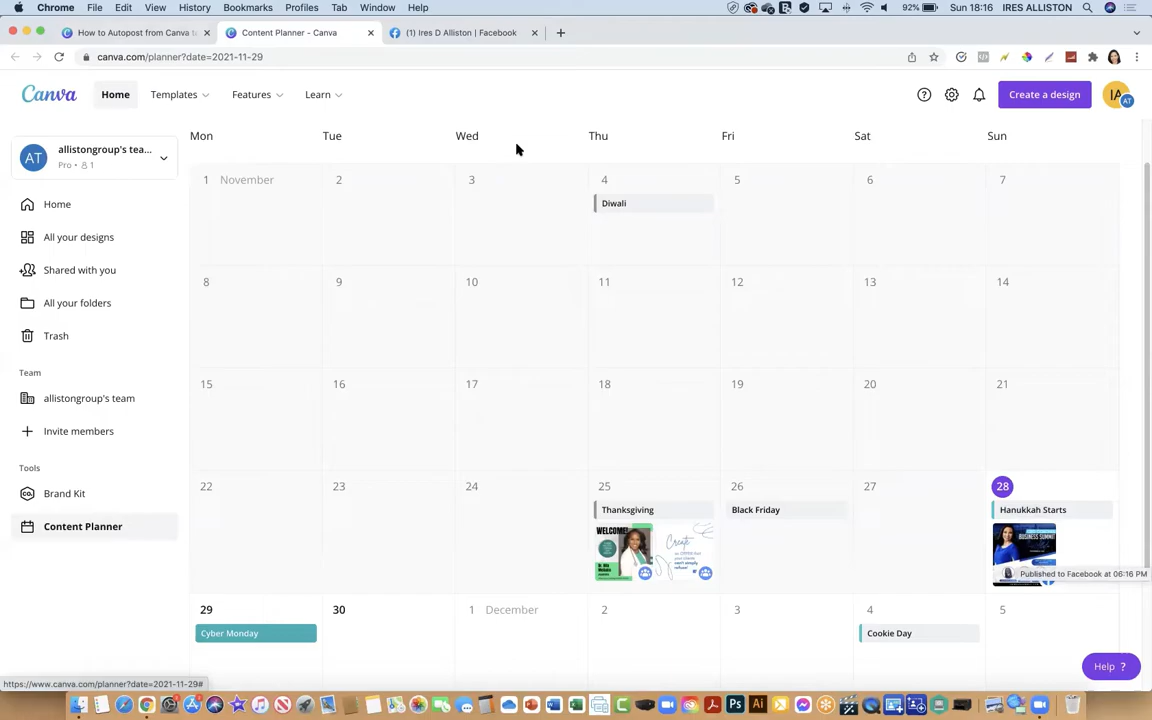 Chrome File Edit View History Bookmarks Profiles Tab Window Help 92% Sun 18:16 IRES ALLISTON
How to Autopost from Canva t × Content Planner - Canva × (1) Ires D Alliston | Facebook × +
canva.com/planner?date=2021-11-29
Canva Home Templates Features Learn Create a design IA AT
Mon Tue Wed Thu Fri Sat Sun
AT allistongroup's tea...
Pro • 1
Home
All your designs
Shared with you
All your folders
Trash
Team
allistongroup's team
Invite members
Tools
Brand Kit
Content Planner
1 November 2 3 4 5 6 7
Diwali
8 9 10 11 12 13 14
15 16 17 18 19 20 21
22 23 24 25 26 27 28
Thanksgiving Black Friday Hanukkah Starts
WELCOME! Create
BUSINESS SUMMIT
Published to Facebook at 06:16 PM
29 30 1 December 2 3 4 5
Cyber Monday Cookie Day
Help ?
https://www.canva.com/planner?date=2021-11-29#